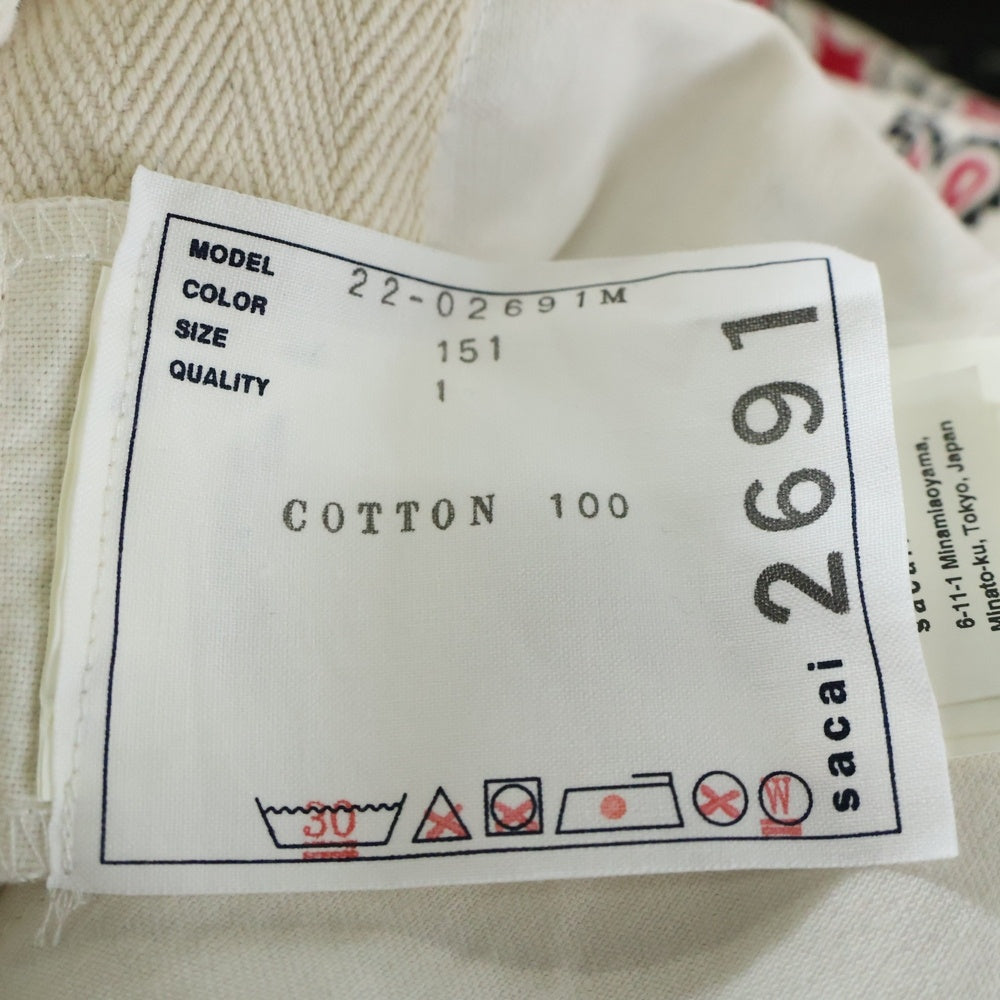 MODEL 22-02691M
COLOR 151
SIZE 1
QUALITY
COTTON 100
sacai 2691
30
W
sacai
6-11-1 Minamiaoyama,
Minato-ku, Tokyo, Japan